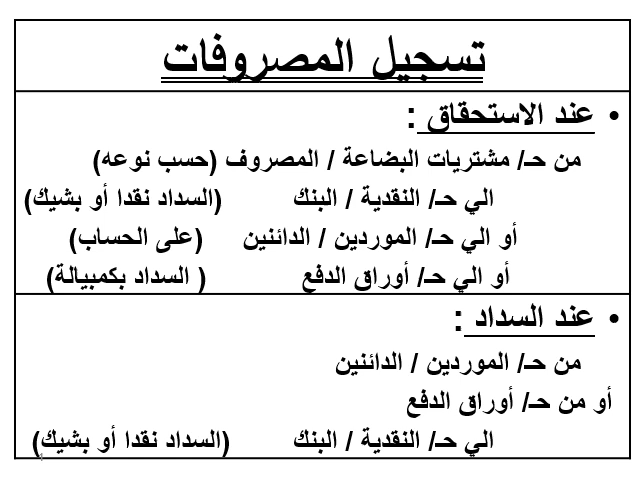 تسجيل المصروفات
• عند الاستحقاق :
من حـ/ مشتريات البضاعة / المصروف (حسب نوعه)
الي حـ/ النقدية / البنك (السداد نقدا أو بشيك)
أو الي حـ/ الموردين / الدائنين (على الحساب)
أو الي حـ/ أوراق الدفع ( السداد بكمبيالة)
• عند السداد :
من حـ/ الموردين / الدائنين
أو من حـ/ أوراق الدفع
الي حـ/ النقدية / البنك (السداد نقدا أو بشيك)